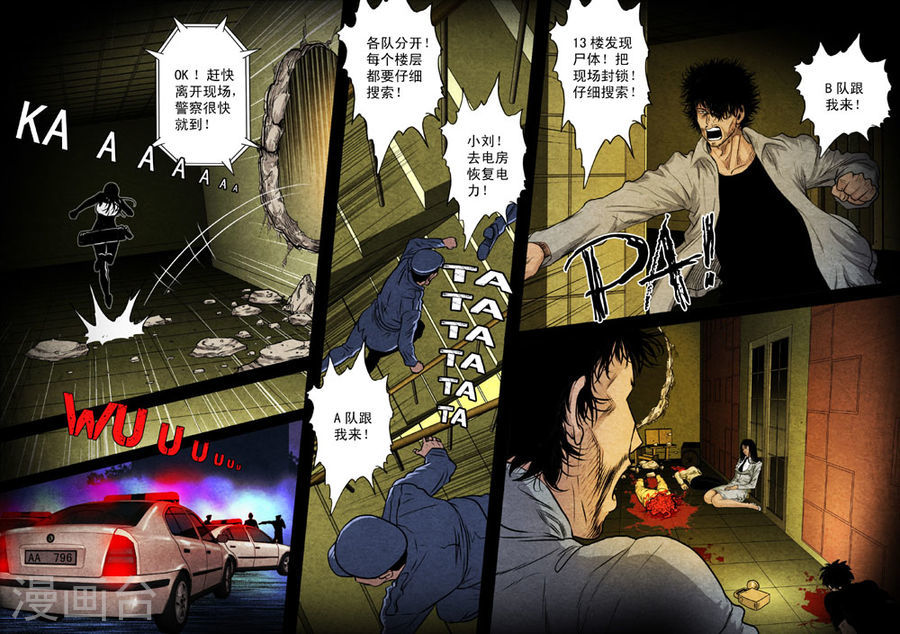 OK！赶快
离开现场，
警察很快
就到！
KA A A A A A A
WU U U U U U
AA 796
漫画台
各队分开！
每个楼层
都要仔细
搜索！
小刘！
去电房
恢复电
力！
TA TA TA TA TA TA
A 队跟
我来！
13 楼发现
尸体！把
现场封锁！
仔细搜索！
B 队跟
我来！
PA!